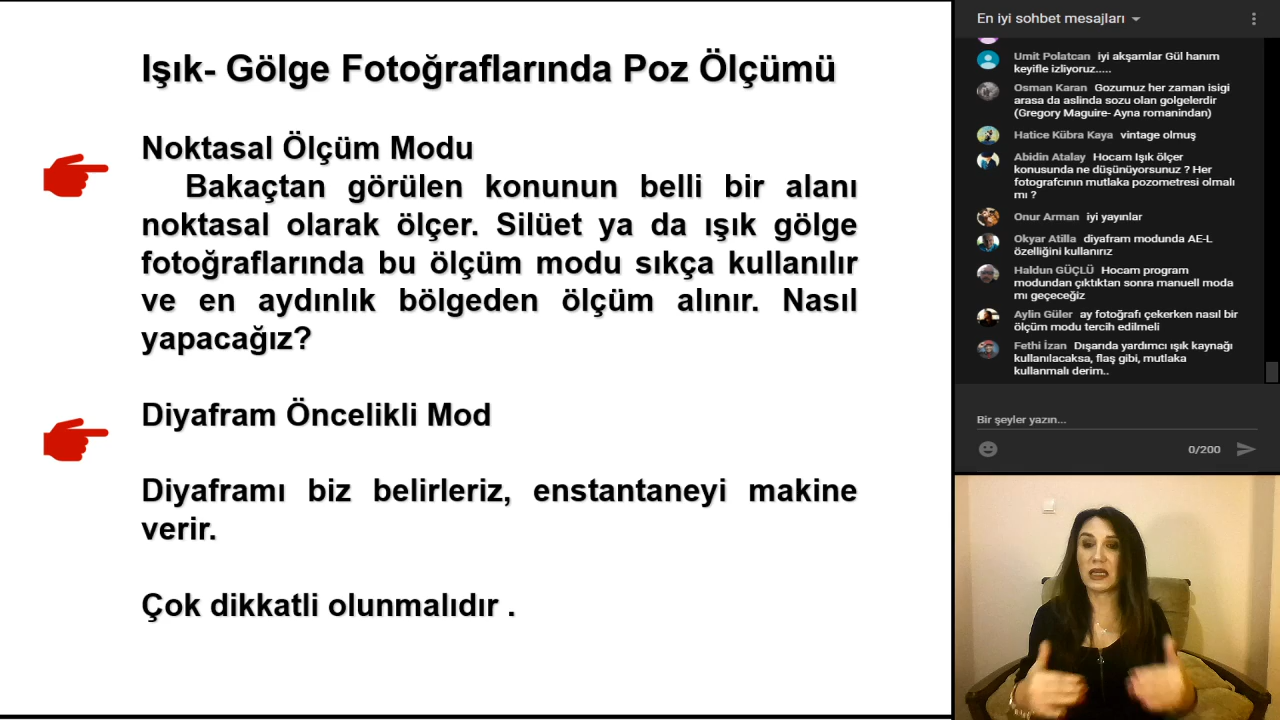 Işık- Gölge Fotoğraflarında Poz Ölçümü
Noktasal Ölçüm Modu
Bakaçtan görülen konunun belli bir alanı
noktasal olarak ölçer. Silüet ya da ışık gölge
fotoğraflarında bu ölçüm modu sıkça kullanılır
ve en aydınlık bölgeden ölçüm alınır. Nasıl
yapacağız?
Diyafram Öncelikli Mod
Diyaframı biz belirleriz, enstantaneyi makine
verir.
Çok dikkatli olunmalıdır .
En iyi sohbet mesajları
Umit Polatcan iyi akşamlar Gül hanım
keyifle izliyoruz.....
Osman Karan Gozumuz her zaman isigi
arasa da aslinda sozu olan golgelerdir
(Gregory Maguire- Ayna romanindan)
Hatice Kübra Kaya vintage olmuş
Abidin Atalay Hocam Işık ölçer
konusunda ne düşünüyorsunuz ? Her
fotografcının mutlaka pozometresi olmalı
mı ?
Onur Arman iyi yayınlar
Okyar Atilla diyafram modunda AE-L
özelliğini kullanırız
Haldun GÜÇLÜ Hocam program
modundan çıktıktan sonra manuell moda
mı geçeceğiz
Aylin Güler ay fotoğrafı çekerken nasıl bir
ölçüm modu tercih edilmeli
Fethi İzan Dışarıda yardımcı ışık kaynağı
kullanılacaksa, flaş gibi, mutlaka
kullanmalı derim..
Bir şeyler yazın...
0/200